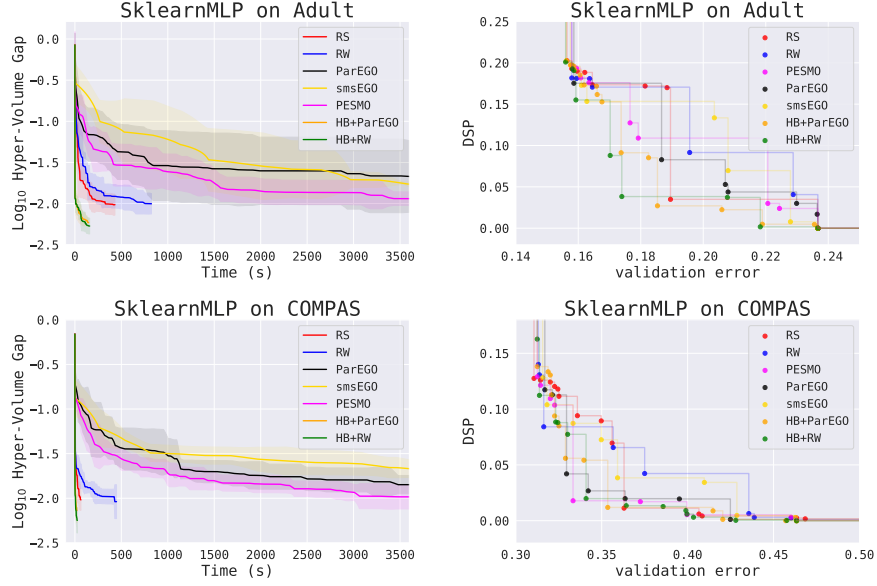 SklearnMLP on Adult
Log10 Hyper-Volume Gap
0.0
−0.5
−1.0
−1.5
−2.0
−2.5
RS
RW
ParEGO
smsEGO
PESMO
HB+ParEGO
HB+RW
0 500 1000 1500 2000 2500 3000 3500
Time (s)
SklearnMLP on Adult
DSP
0.25
0.20
0.15
0.10
0.05
0.00
RS
RW
PESMO
ParEGO
smsEGO
HB+ParEGO
HB+RW
0.14 0.16 0.18 0.20 0.22 0.24
validation error
SklearnMLP on COMPAS
Log10 Hyper-Volume Gap
0.0
−0.5
−1.0
−1.5
−2.0
−2.5
RS
RW
ParEGO
smsEGO
PESMO
HB+ParEGO
HB+RW
0 500 1000 1500 2000 2500 3000 3500
Time (s)
SklearnMLP on COMPAS
DSP
0.15
0.10
0.05
0.00
RS
RW
PESMO
ParEGO
smsEGO
HB+ParEGO
HB+RW
0.30 0.35 0.40 0.45 0.50
validation error